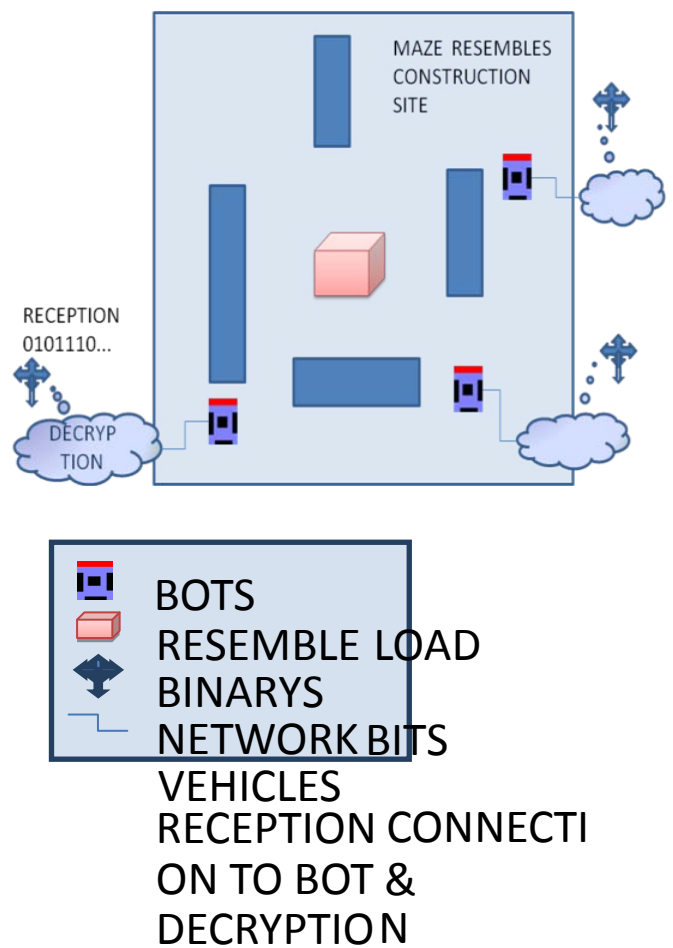 MAZE RESEMBLES
CONSTRUCTION
SITE
RECEPTION
0101110...
DECRYP
TION
BOTS
RESEMBLE LOAD
BINARYS
NETWORK BITS
VEHICLES
RECEPTION CONNECTI
ON TO BOT &
DECRYPTION